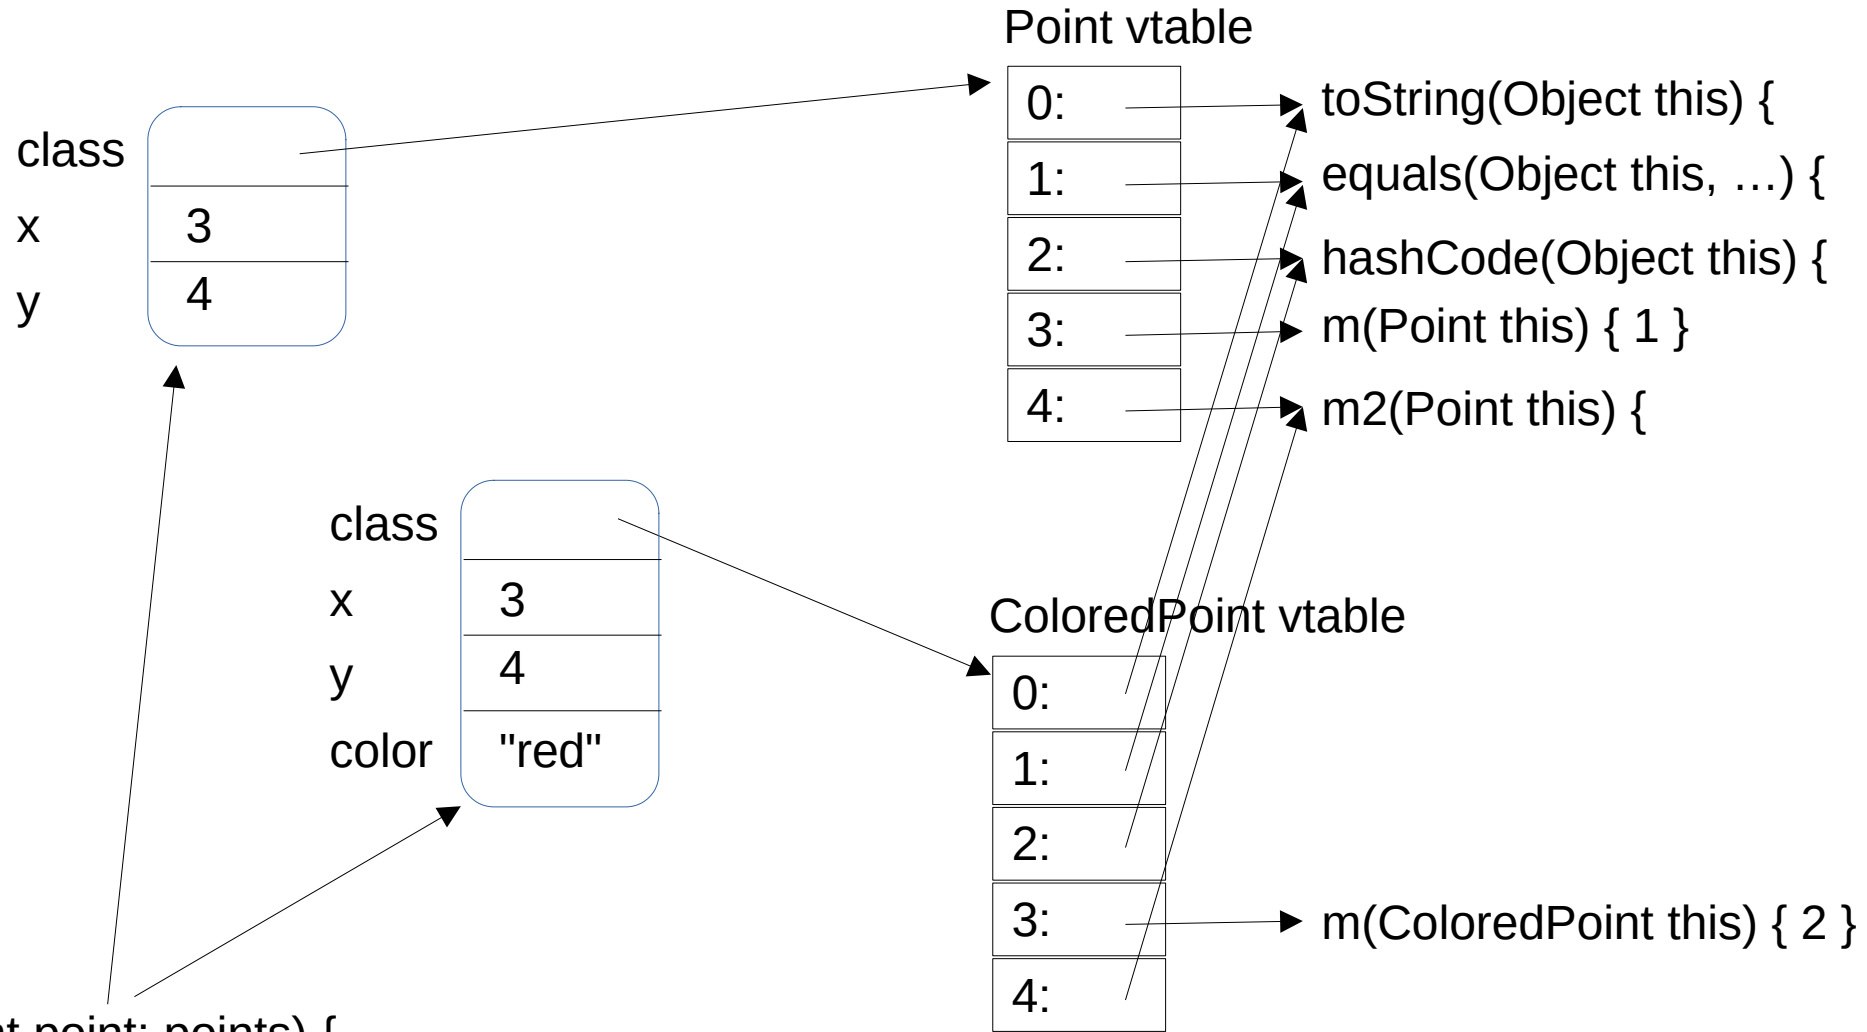 Point vtable
0:
toString(Object this) {
1:
equals(Object this, …) {
2:
hashCode(Object this) {
3:
m(Point this) { 1 }
4:
m2(Point this) {
class
x
3
y
4
class
x
3
y
4
color
"red"
ColoredPoint vtable
0:
1:
2:
3:
m(ColoredPoint this) { 2 }
4:
point: points) {